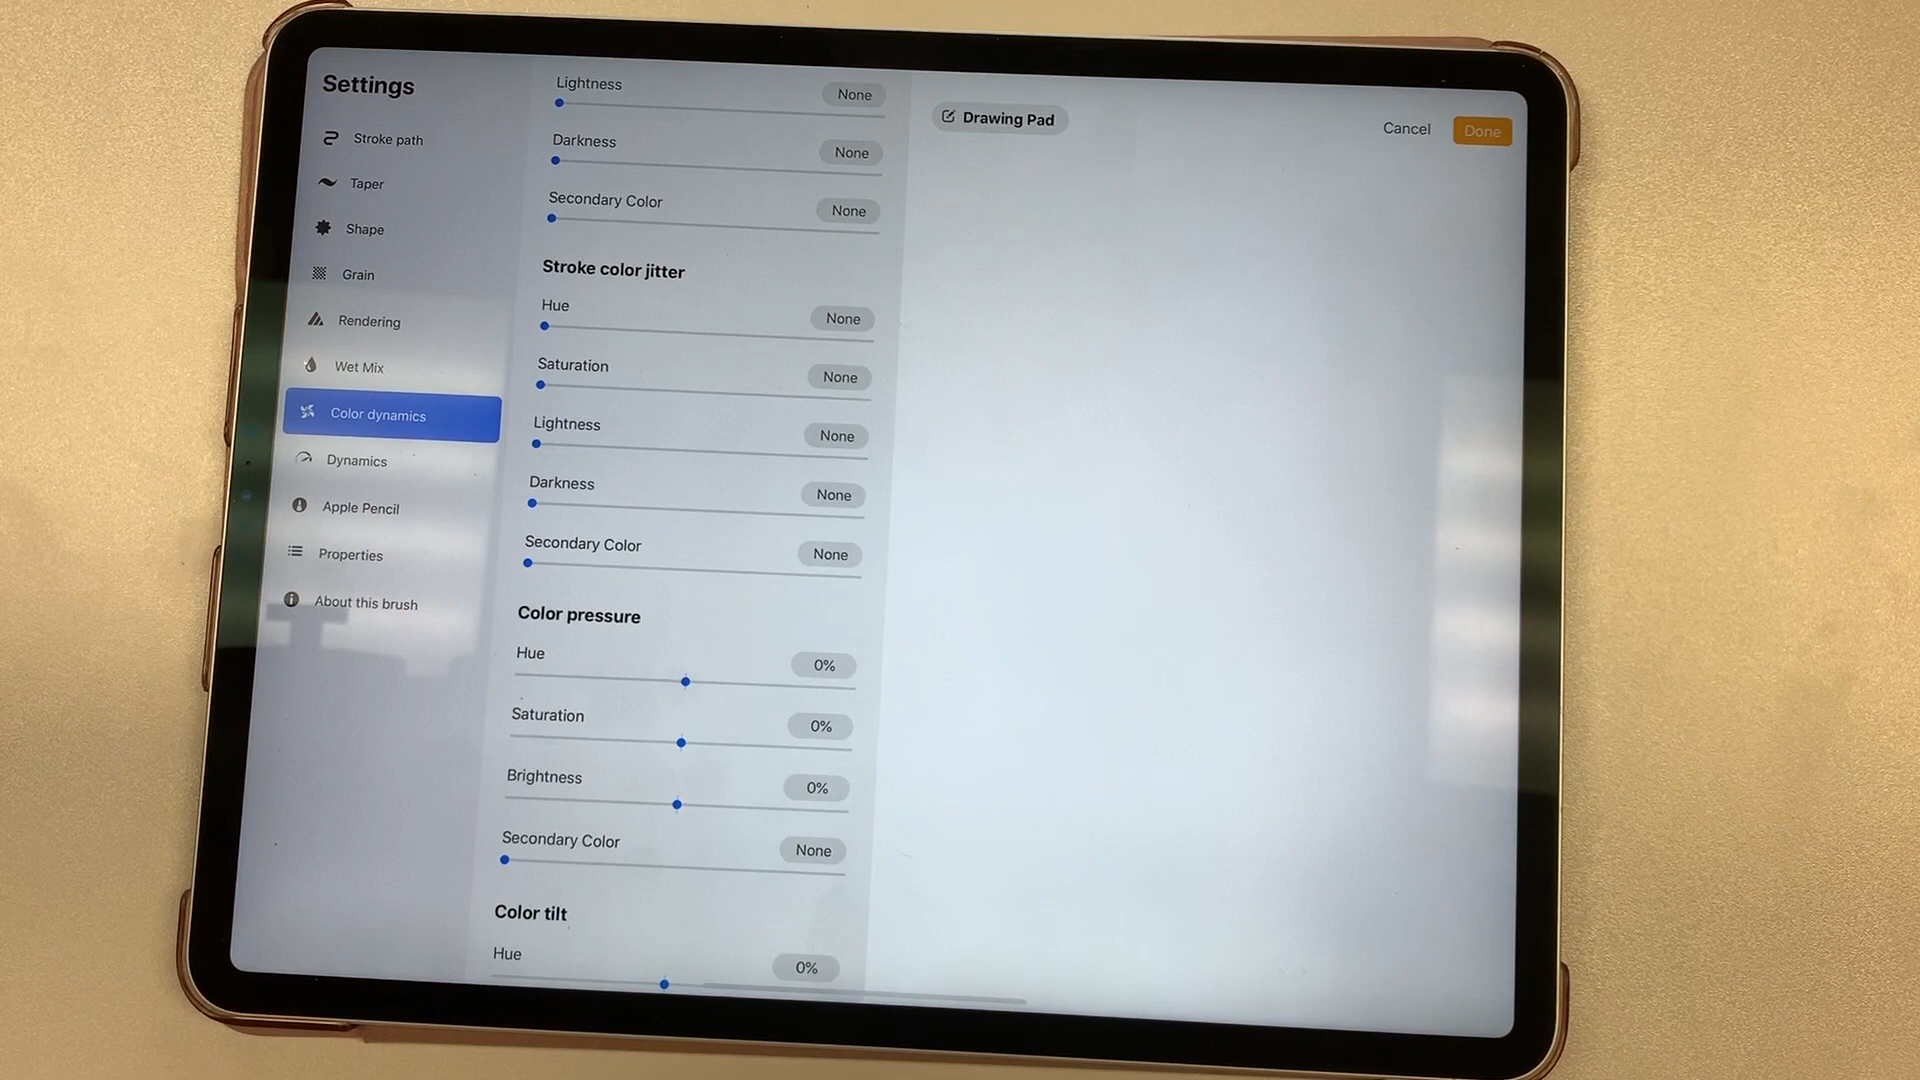 Settings
Stroke path
Taper
Shape
Grain
Rendering
Wet Mix
Color dynamics
Dynamics
Apple Pencil
Properties
About this brush
Lightness None
Darkness None
Secondary Color None
Stroke color jitter
Hue None
Saturation None
Lightness None
Darkness None
Secondary Color None
Color pressure
Hue 0%
Saturation 0%
Brightness 0%
Secondary Color None
Color tilt
Hue 0%
Drawing Pad
Cancel Done